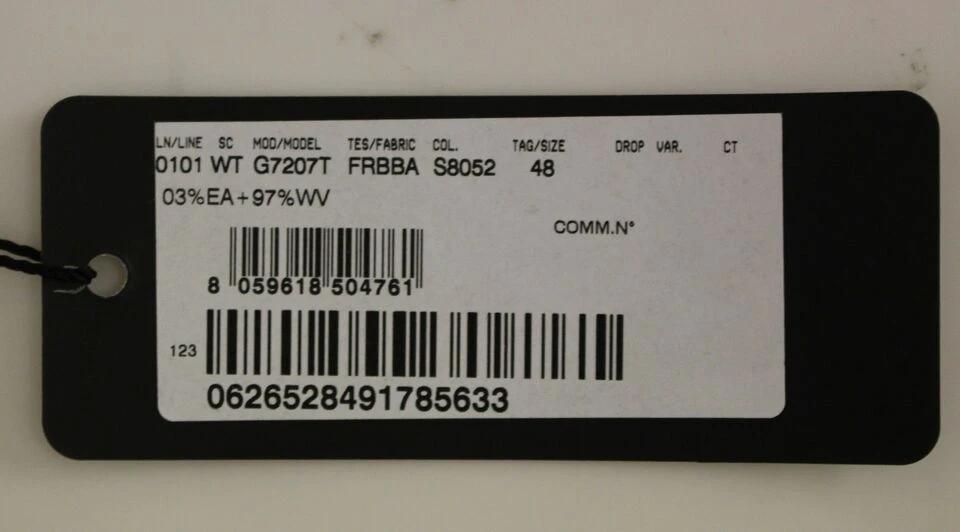 LN/LINE SC MOD/MODEL TES/FABRIC COL. TAG/SIZE DROP VAR. CT
0101 WT G7207T FRBBA S8052 48
03%EA+97%WV
COMM.N°
8 059618 504761
123
0626528491785633